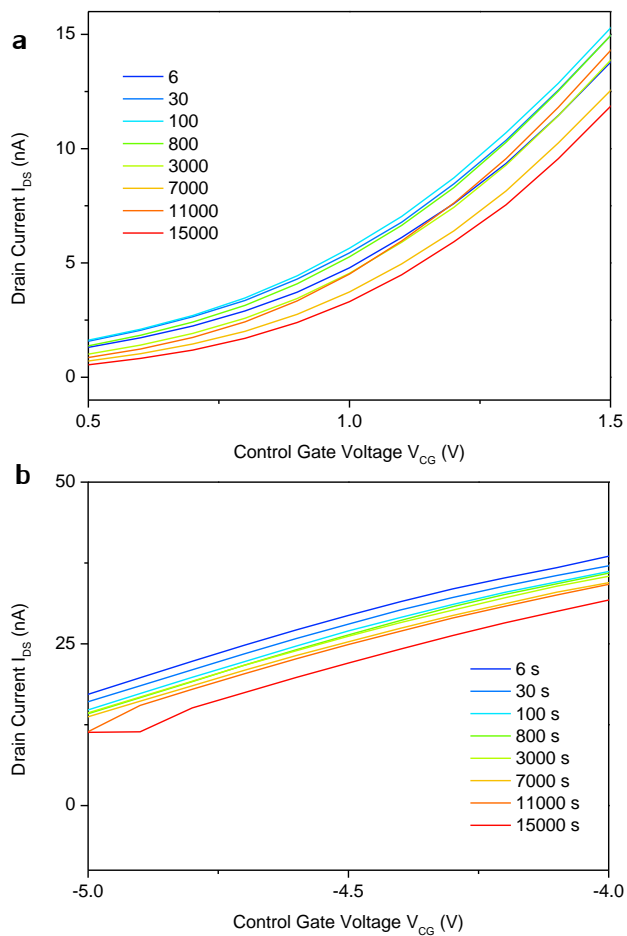 a
15
10
5
0
Drain Current I_DS (nA)
6
30
100
800
3000
7000
11000
15000
0.5 1.0 1.5
Control Gate Voltage V_CG (V)
b
50
25
0
Drain Current I_DS (nA)
6 s
30 s
100 s
800 s
3000 s
7000 s
11000 s
15000 s
-5.0 -4.5 -4.0
Control Gate Voltage V_CG (V)